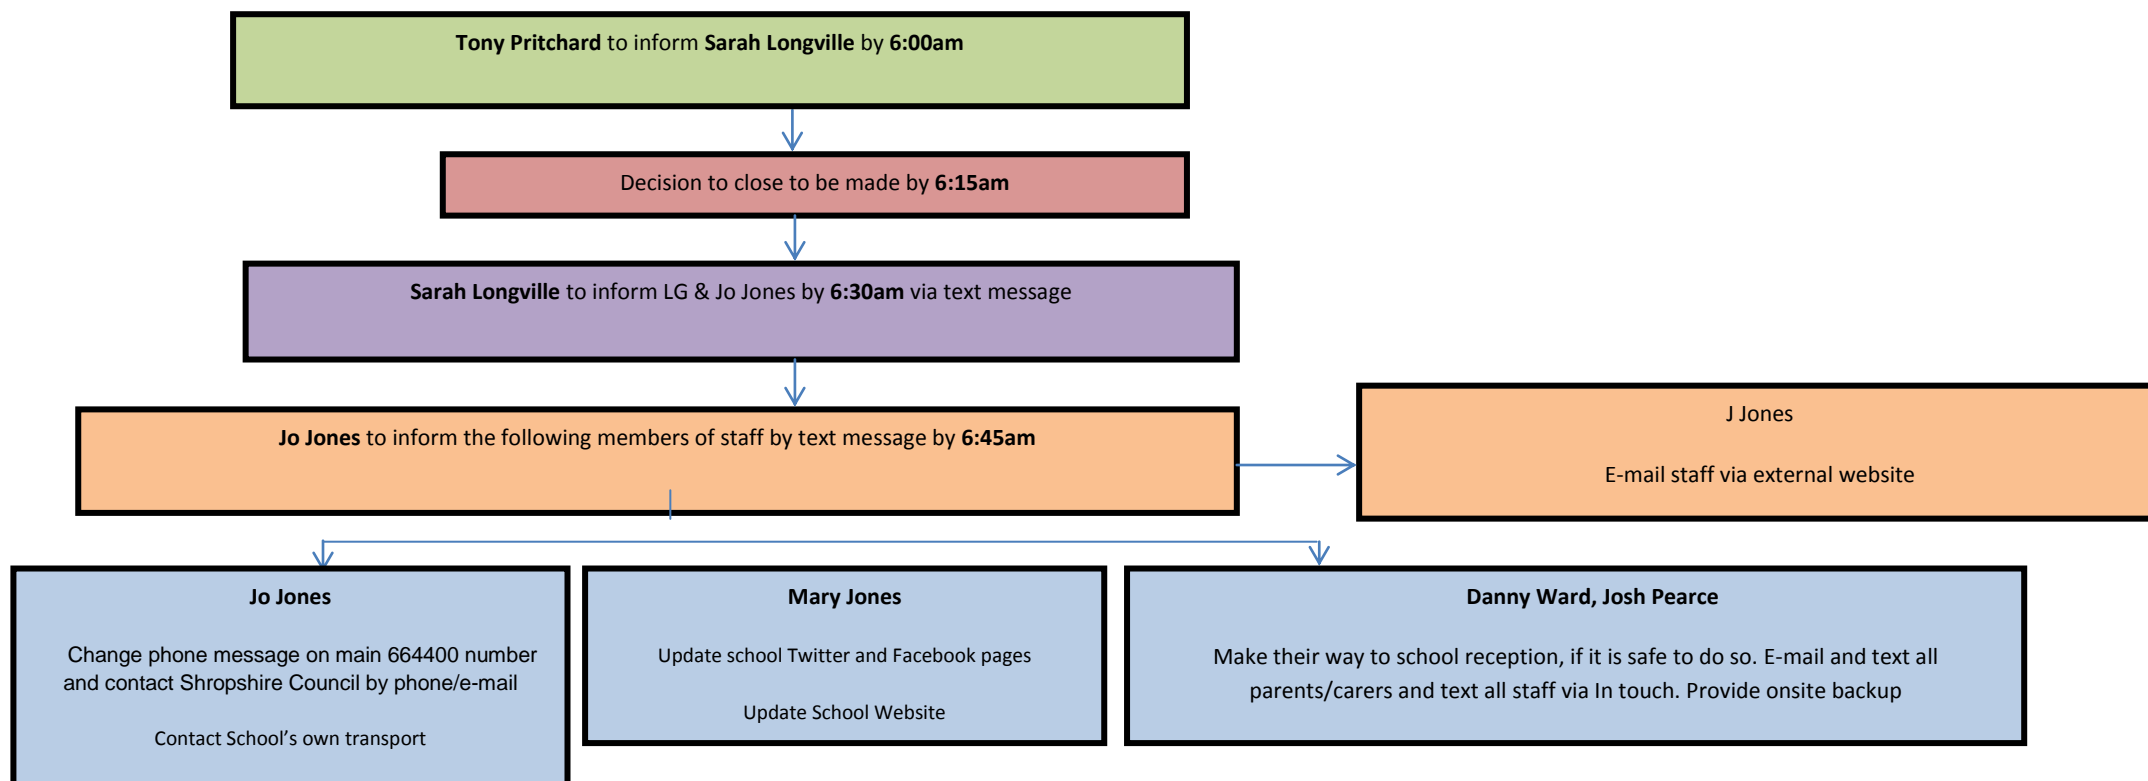 Tony Pritchard to inform Sarah Longville by 6:00am
Decision to close to be made by 6:15am
Sarah Longville to inform LG & Jo Jones by 6:30am via text message
Jo Jones to inform the following members of staff by text message by 6:45am
J Jones
E-mail staff via external website
Jo Jones
Change phone message on main 664400 number
and contact Shropshire Council by phone/e-mail
Contact School’s own transport
Mary Jones
Update school Twitter and Facebook pages
Update School Website
Danny Ward, Josh Pearce
Make their way to school reception, if it is safe to do so. E-mail and text all
parents/carers and text all staff via In touch. Provide onsite backup